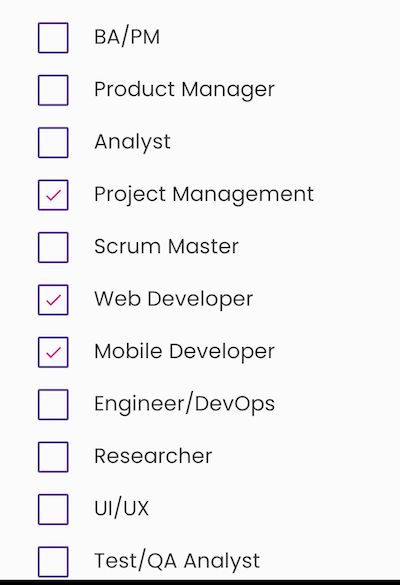 BA/PM
Product Manager
Analyst
Project Management
Scrum Master
Web Developer
Mobile Developer
Engineer/DevOps
Researcher
UI/UX
Test/QA Analyst